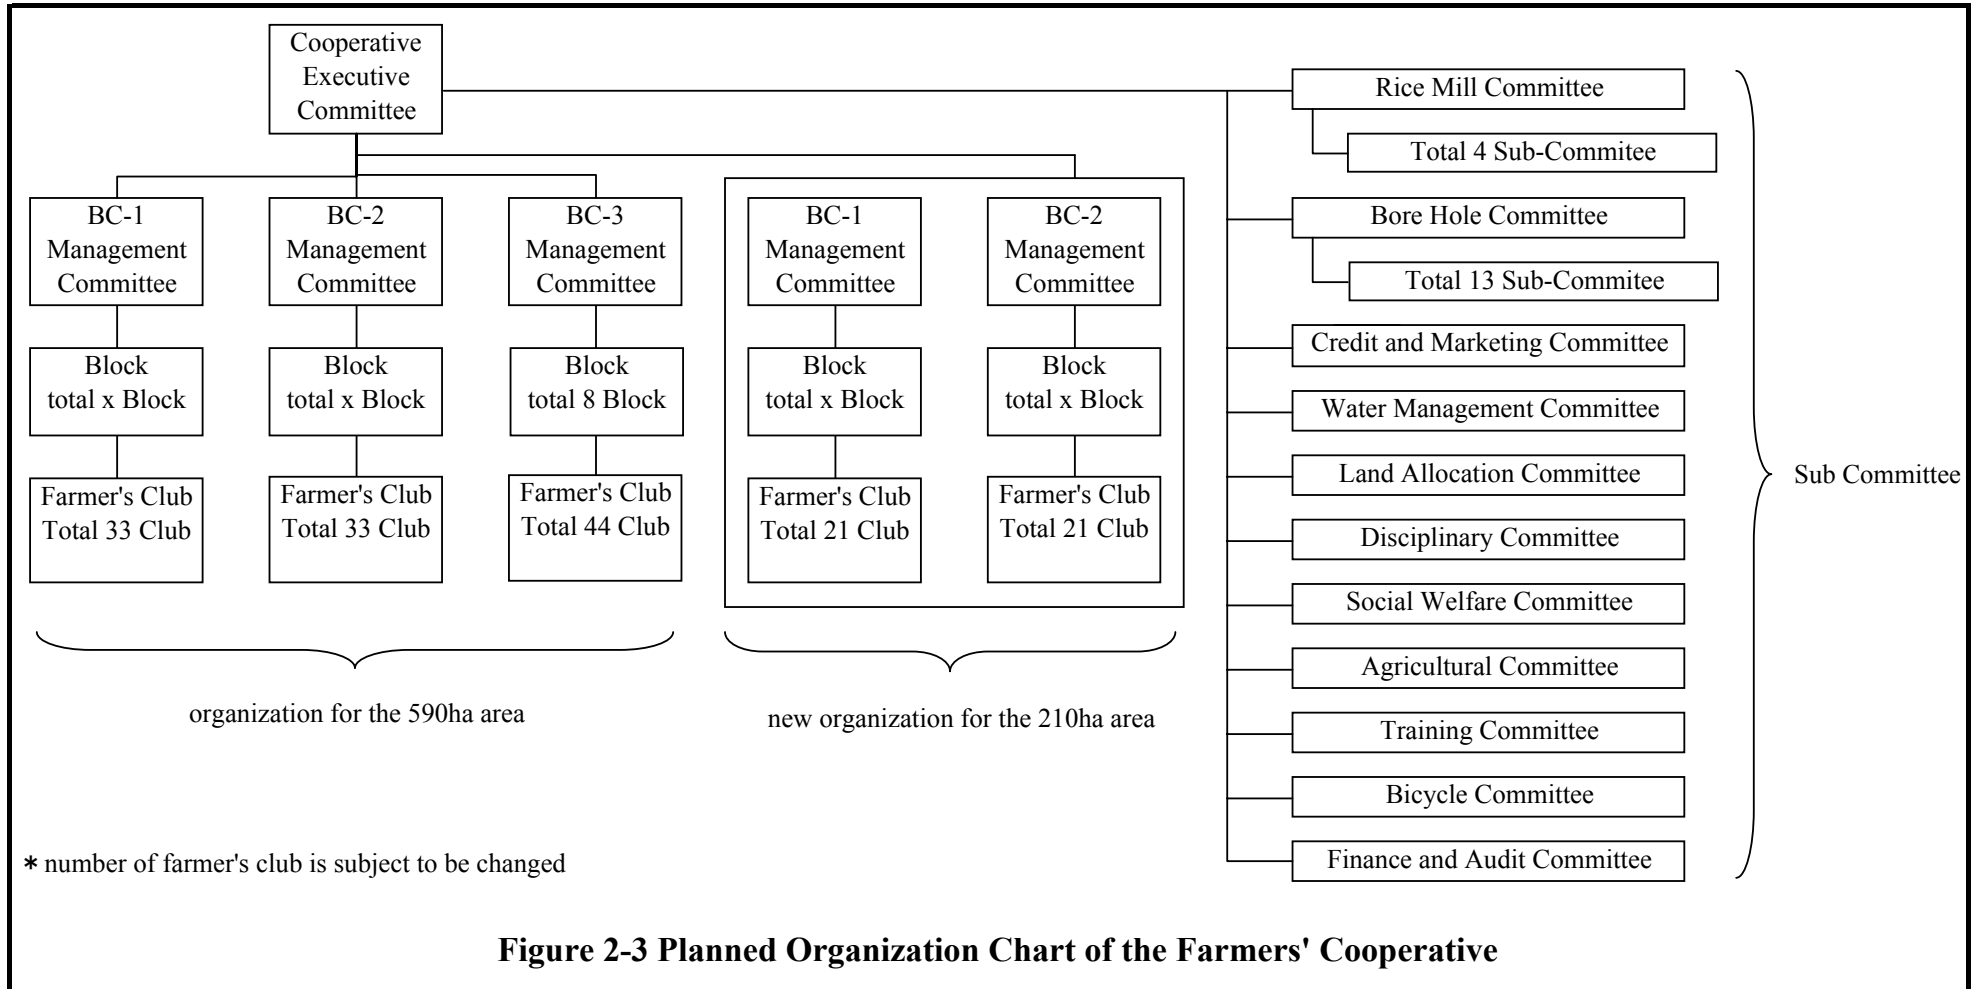 Cooperative
Executive
Committee
BC-1
Management
Committee
Block
total x Block
Farmer's Club
Total 33 Club
BC-2
Management
Committee
Block
total x Block
Farmer's Club
Total 33 Club
BC-3
Management
Committee
Block
total 8 Block
Farmer's Club
Total 44 Club
organization for the 590ha area
BC-1
Management
Committee
Block
total x Block
Farmer's Club
Total 21 Club
BC-2
Management
Committee
Block
total x Block
Farmer's Club
Total 21 Club
new organization for the 210ha area
Rice Mill Committee
Total 4 Sub-Commitee
Bore Hole Committee
Total 13 Sub-Commitee
Credit and Marketing Committee
Water Management Committee
Land Allocation Committee
Disciplinary Committee
Social Welfare Committee
Agricultural Committee
Training Committee
Bicycle Committee
Finance and Audit Committee
Sub Committee
* number of farmer's club is subject to be changed
Figure 2-3 Planned Organization Chart of the Farmers' Cooperative